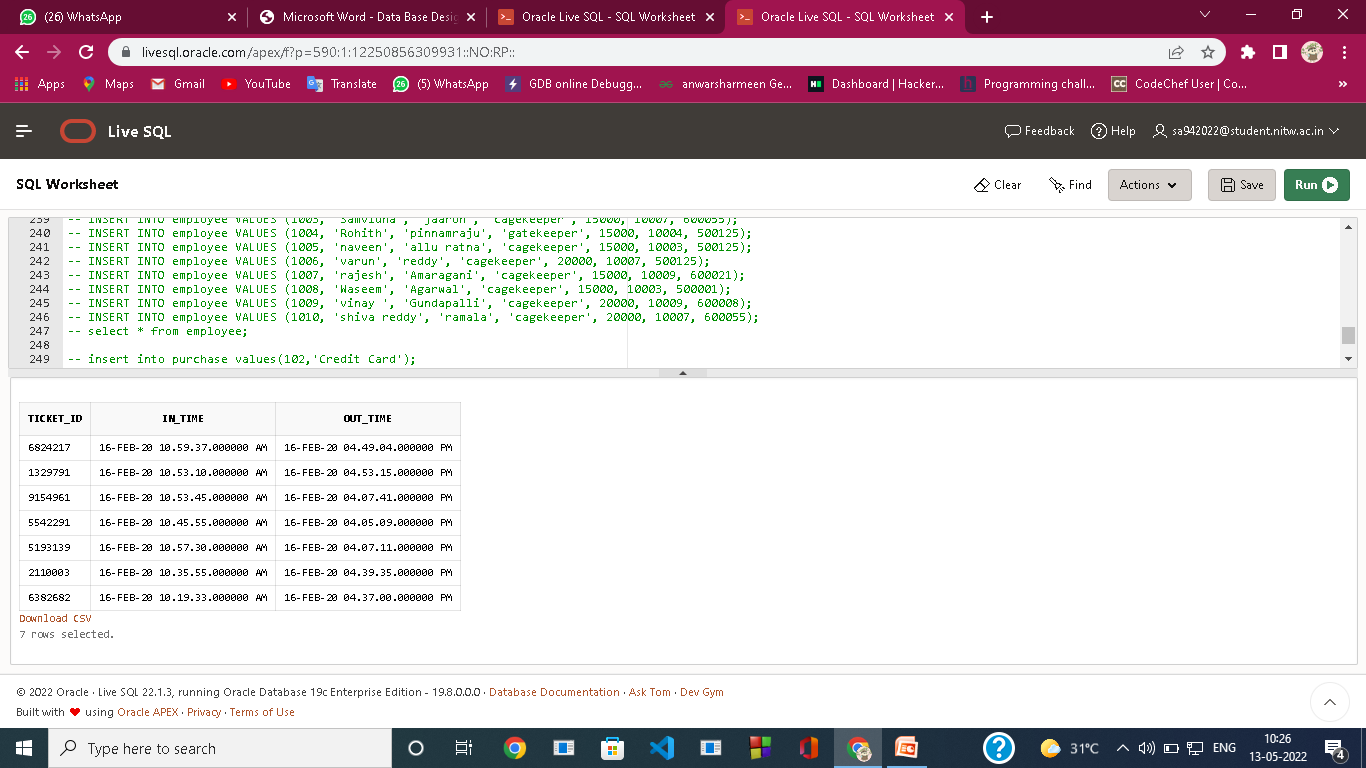 (26) WhatsApp
Microsoft Word - Data Base Desig
Oracle Live SQL - SQL Worksheet
Oracle Live SQL - SQL Worksheet
livesql.oracle.com/apex/f?p=590:1:12250856309931::NO:RP::
Apps
Maps
Gmail
YouTube
Translate
(5) WhatsApp
GDB online Debugg...
anwarsharmeen Ge...
Dashboard | Hacker...
Programming chall...
CodeChef User | Co...
Live SQL
Feedback
Help
sa942022@student.nitw.ac.in
SQL Worksheet
Clear
Find
Actions
Save
Run
239 -- INSERT INTO employee VALUES (1003, 'Samviuna', 'jaaron', 'cagekeeper', 15000, 10007, 600055);
240 -- INSERT INTO employee VALUES (1004, 'Rohith', 'pinnamraju', 'gatekeeper', 15000, 10004, 500125);
241 -- INSERT INTO employee VALUES (1005, 'naveen', 'allu ratna', 'cagekeeper', 15000, 10003, 500125);
242 -- INSERT INTO employee VALUES (1006, 'varun', 'reddy', 'cagekeeper', 20000, 10007, 500125);
243 -- INSERT INTO employee VALUES (1007, 'rajesh', 'Amaragani', 'cagekeeper', 15000, 10009, 600021);
244 -- INSERT INTO employee VALUES (1008, 'Waseem', 'Agarwal', 'cagekeeper', 15000, 10003, 500001);
245 -- INSERT INTO employee VALUES (1009, 'vinay ', 'Gundapalli', 'cagekeeper', 20000, 10009, 600008);
246 -- INSERT INTO employee VALUES (1010, 'shiva reddy', 'ramala', 'cagekeeper', 20000, 10007, 600055);
247 -- select * from employee;
248
249 -- insert into purchase values(102,'Credit Card');
TICKET_ID IN_TIME OUT_TIME
6824217 16-FEB-20 10.59.37.000000 AM 16-FEB-20 04.49.04.000000 PM
1329791 16-FEB-20 10.53.10.000000 AM 16-FEB-20 04.53.15.000000 PM
9154961 16-FEB-20 10.53.45.000000 AM 16-FEB-20 04.07.41.000000 PM
5542291 16-FEB-20 10.45.55.000000 AM 16-FEB-20 04.05.09.000000 PM
5193139 16-FEB-20 10.57.30.000000 AM 16-FEB-20 04.07.11.000000 PM
2110003 16-FEB-20 10.35.55.000000 AM 16-FEB-20 04.39.35.000000 PM
6382682 16-FEB-20 10.19.33.000000 AM 16-FEB-20 04.37.00.000000 PM
Download CSV
7 rows selected.
© 2022 Oracle · Live SQL 22.1.3, running Oracle Database 19c Enterprise Edition - 19.8.0.0.0 · Database Documentation · Ask Tom · Dev Gym
Built with ❤ using Oracle APEX · Privacy · Terms of Use
Type here to search
31°C
ENG
10:26
13-05-2022
4